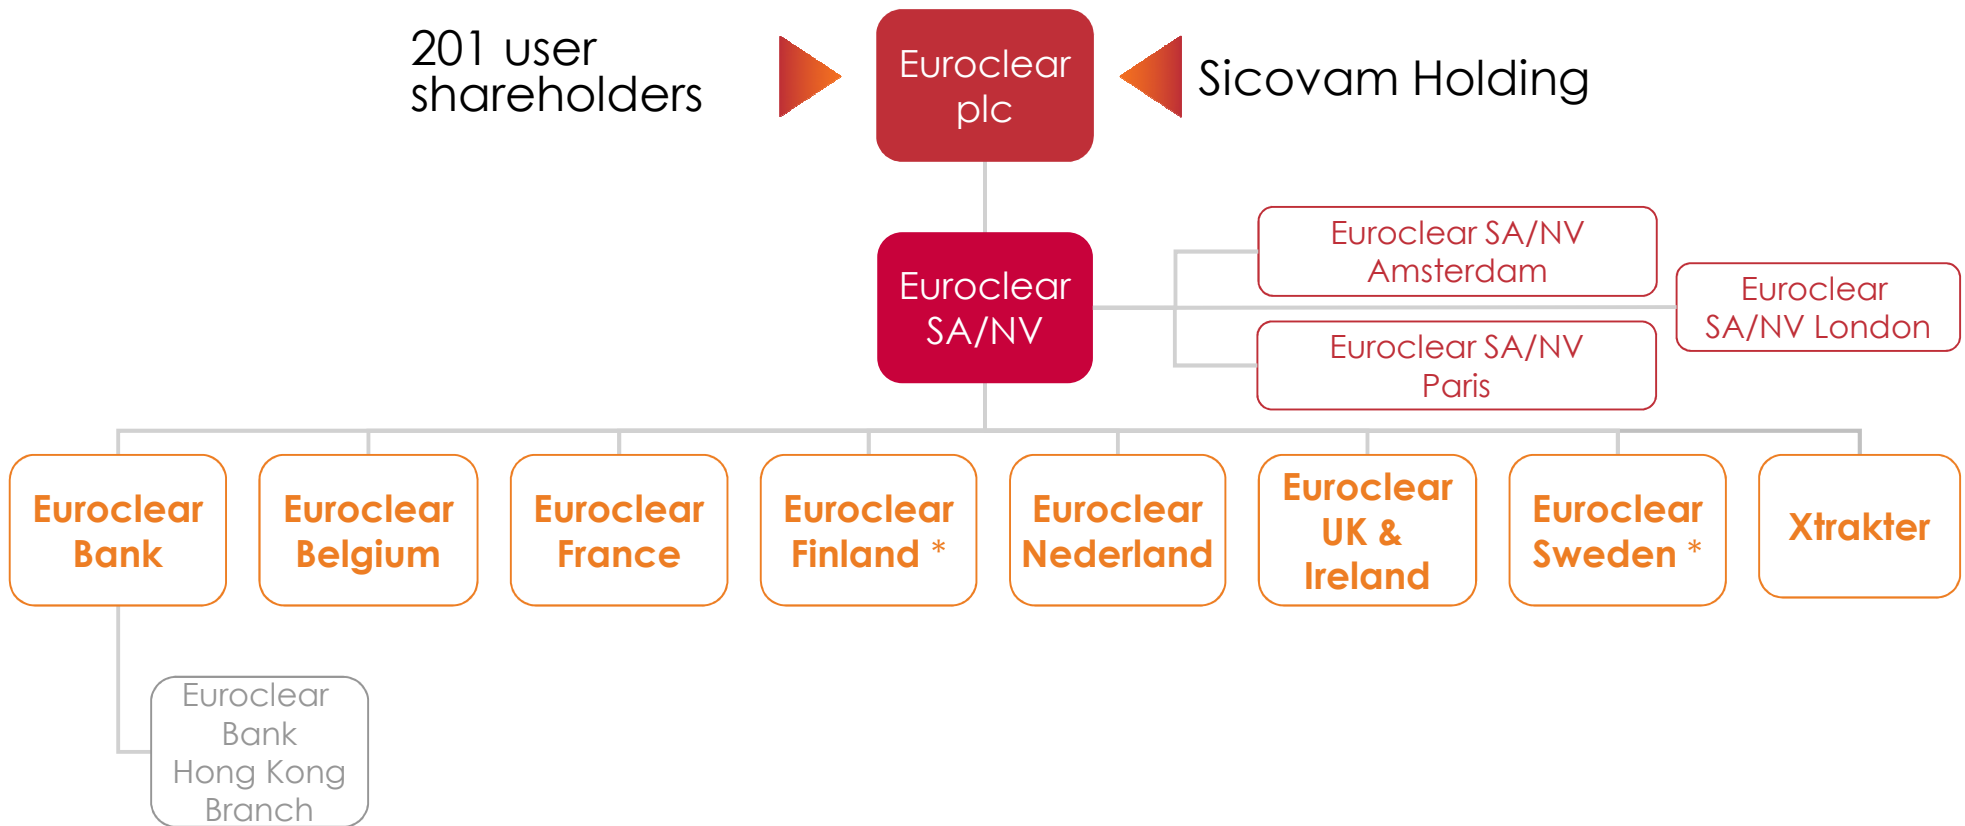 201 user
shareholders
Euroclear
plc
Sicovam Holding
Euroclear
SA/NV
Euroclear SA/NV
Amsterdam
Euroclear
SA/NV London
Euroclear SA/NV
Paris
Euroclear
Bank
Euroclear
Belgium
Euroclear
France
Euroclear
Finland *
Euroclear
Nederland
Euroclear
UK &
Ireland
Euroclear
Sweden *
Xtrakter
Euroclear
Bank
Hong Kong
Branch